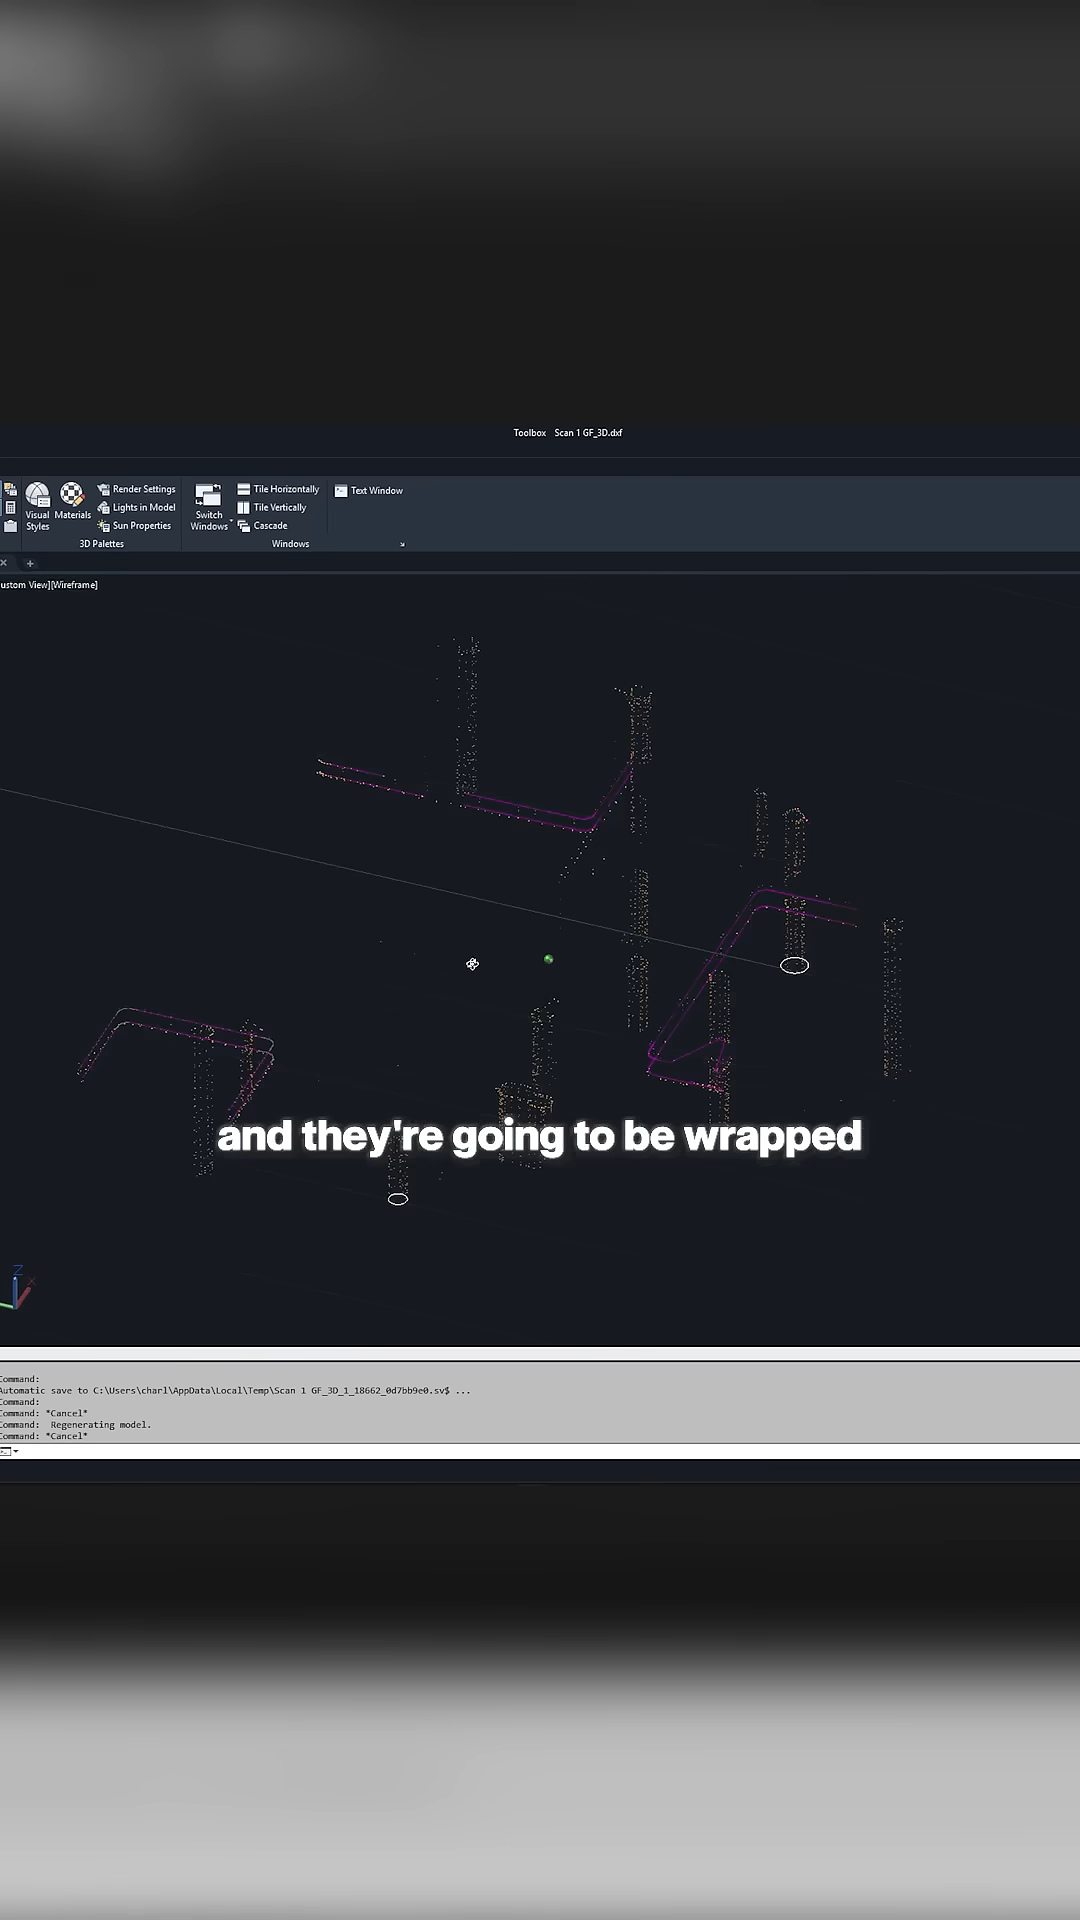 Toolbox Scan 1 GF_3D.dxf
Visual Styles
Materials
Render Settings
Lights in Model
Sun Properties
3D Palettes
Switch Windows
Tile Horizontally
Tile Vertically
Cascade
Windows
Text Window
ustom View][Wireframe]
and they're going to be wrapped
Z
X
Command:
Automatic save to C:\Users\charl\AppData\Local\Temp\Scan 1 GF_3D_1_18662_0d7bb9e0.sv$ ...
Command:
Command: *Cancel*
Command:  Regenerating model.
Command: *Cancel*